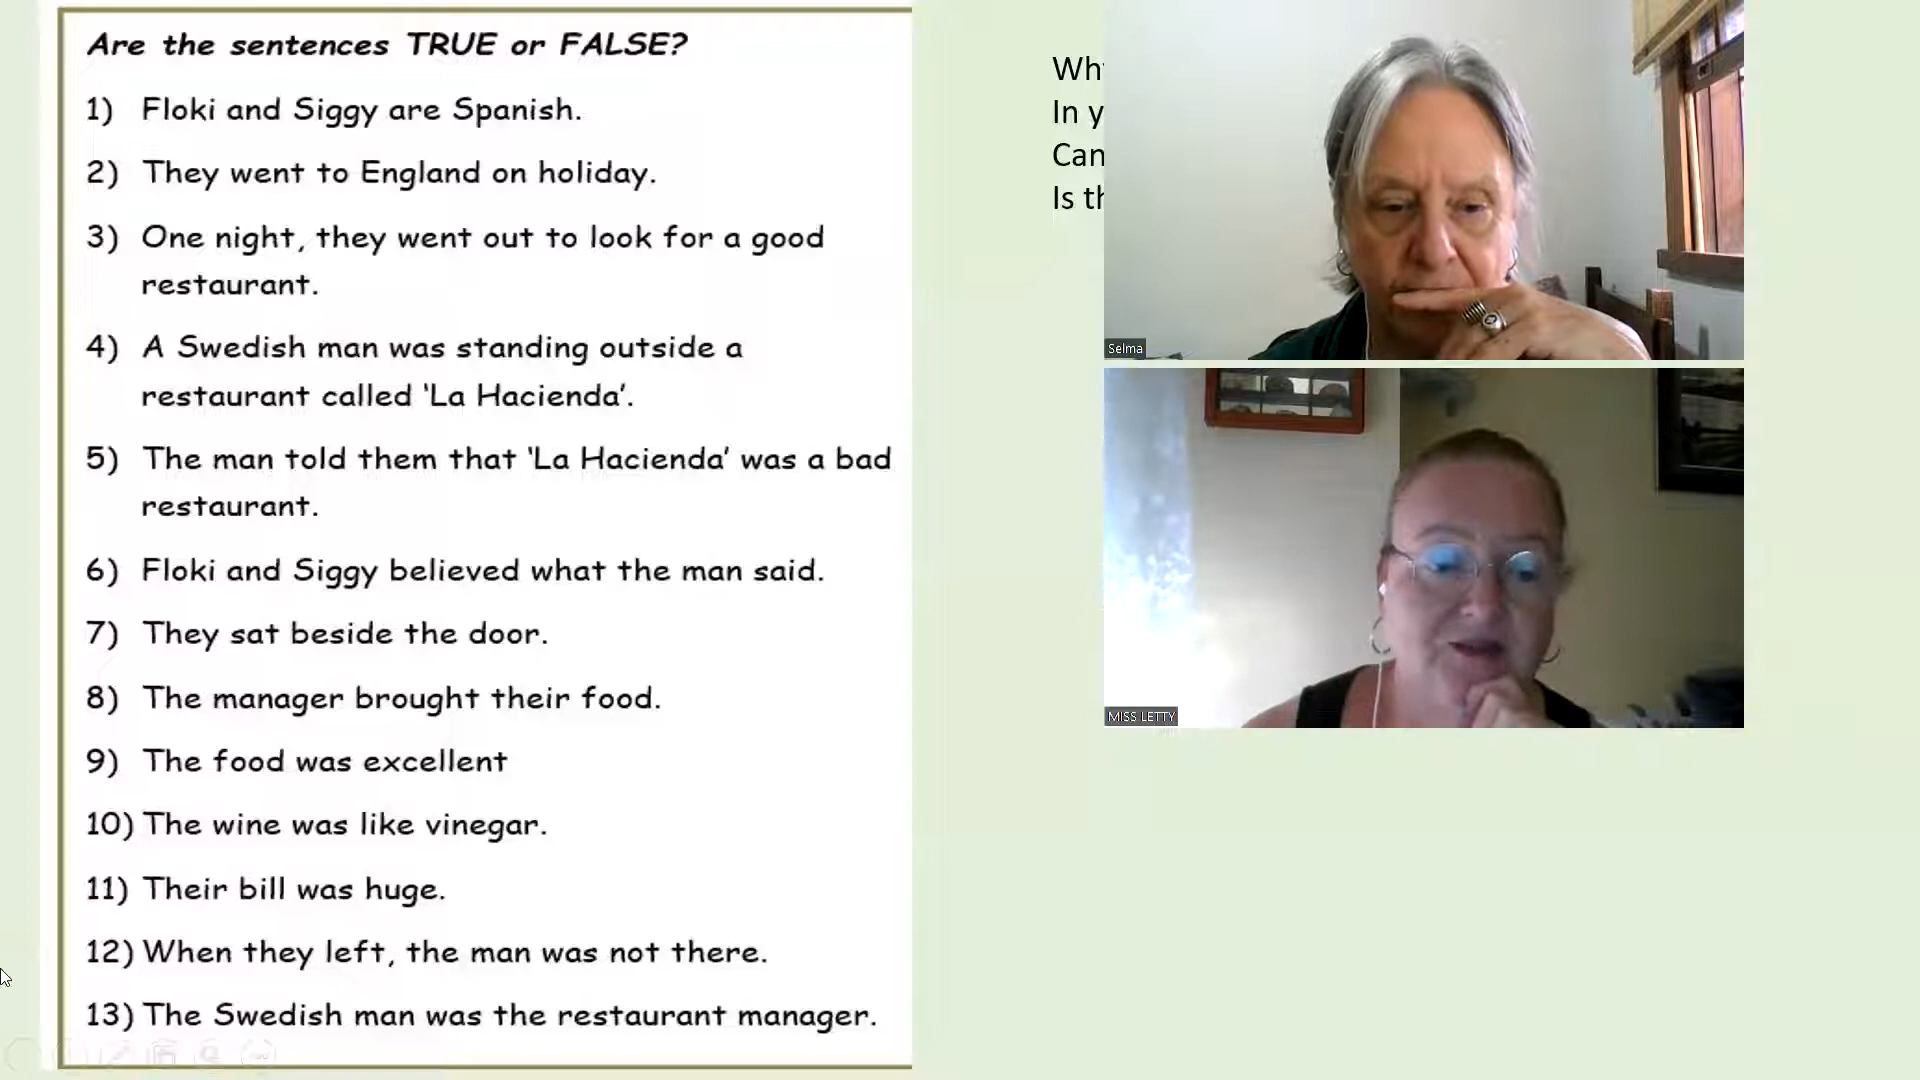 Are the sentences TRUE or FALSE?
1) Floki and Siggy are Spanish.
2) They went to England on holiday.
3) One night, they went out to look for a good
restaurant.
4) A Swedish man was standing outside a
restaurant called ‘La Hacienda’.
5) The man told them that ‘La Hacienda’ was a bad
restaurant.
6) Floki and Siggy believed what the man said.
7) They sat beside the door.
8) The manager brought their food.
9) The food was excellent
10) The wine was like vinegar.
11) Their bill was huge.
12) When they left, the man was not there.
13) The Swedish man was the restaurant manager.
In
Can
Is
Selma
MISS LETTY